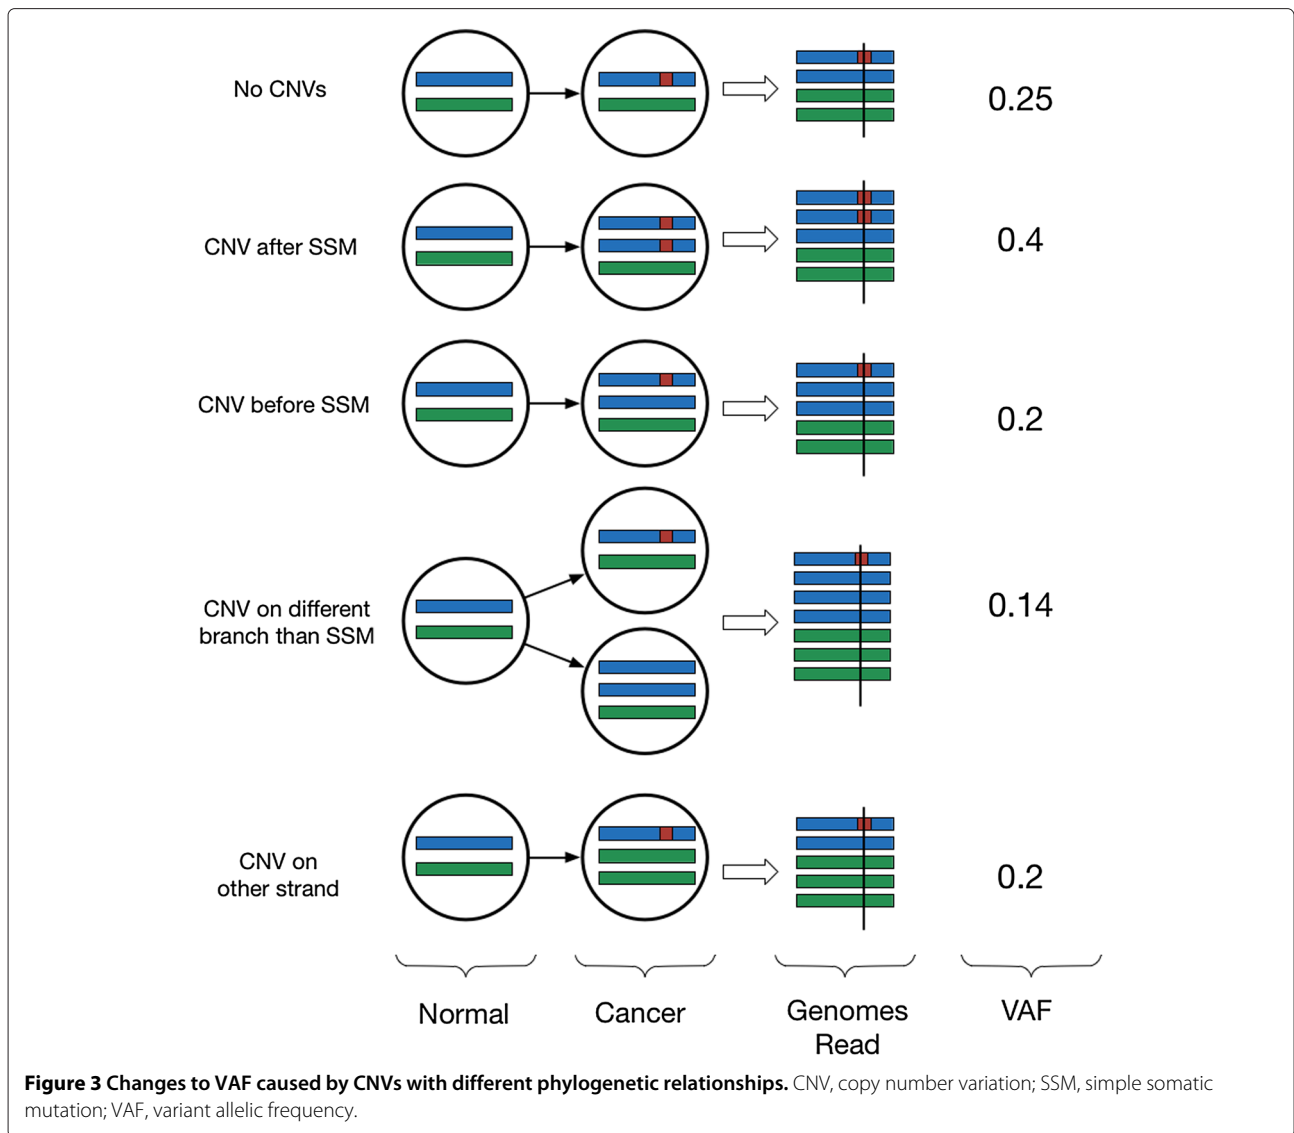 No CNVs
0.25
CNV after SSM
0.4
CNV before SSM
0.2
CNV on different
branch than SSM
0.14
CNV on
other strand
0.2
Normal
Cancer
Genomes
Read
VAF
Figure 3 Changes to VAF caused by CNVs with different phylogenetic relationships. CNV, copy number variation; SSM, simple somatic
mutation; VAF, variant allelic frequency.